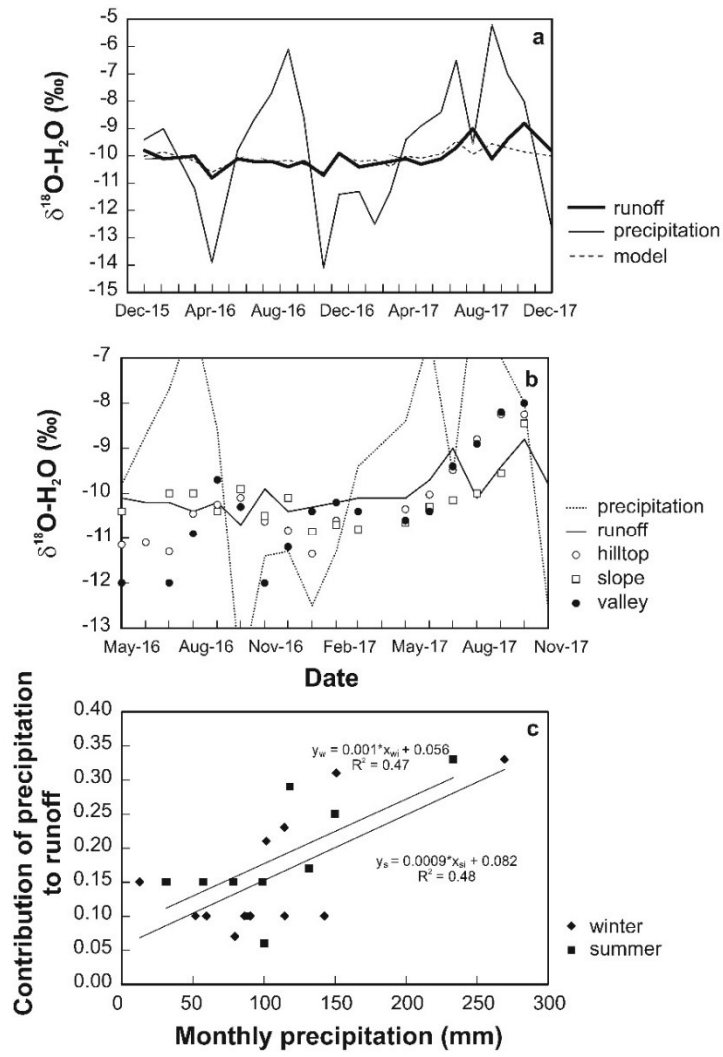 a
-5
-6
-7
-8
-9
-10
-11
-12
-13
-14
-15
δ¹⁸O-H₂O (‰)
Dec-15 Apr-16 Aug-16 Dec-16 Apr-17 Aug-17 Dec-17
runoff
precipitation
model
b
-7
-8
-9
-10
-11
-12
-13
δ¹⁸O-H₂O (‰)
May-16 Aug-16 Nov-16 Feb-17 May-17 Aug-17 Nov-17
Date
precipitation
runoff
hilltop
slope
valley
c
0.40
0.35
0.30
0.25
0.20
0.15
0.10
0.05
0.00
Contribution of precipitation
to runoff
y_w = 0.001*x_wi + 0.056
R² = 0.47
y_s = 0.0009*x_si + 0.082
R² = 0.48
0 50 100 150 200 250 300
Monthly precipitation (mm)
winter
summer